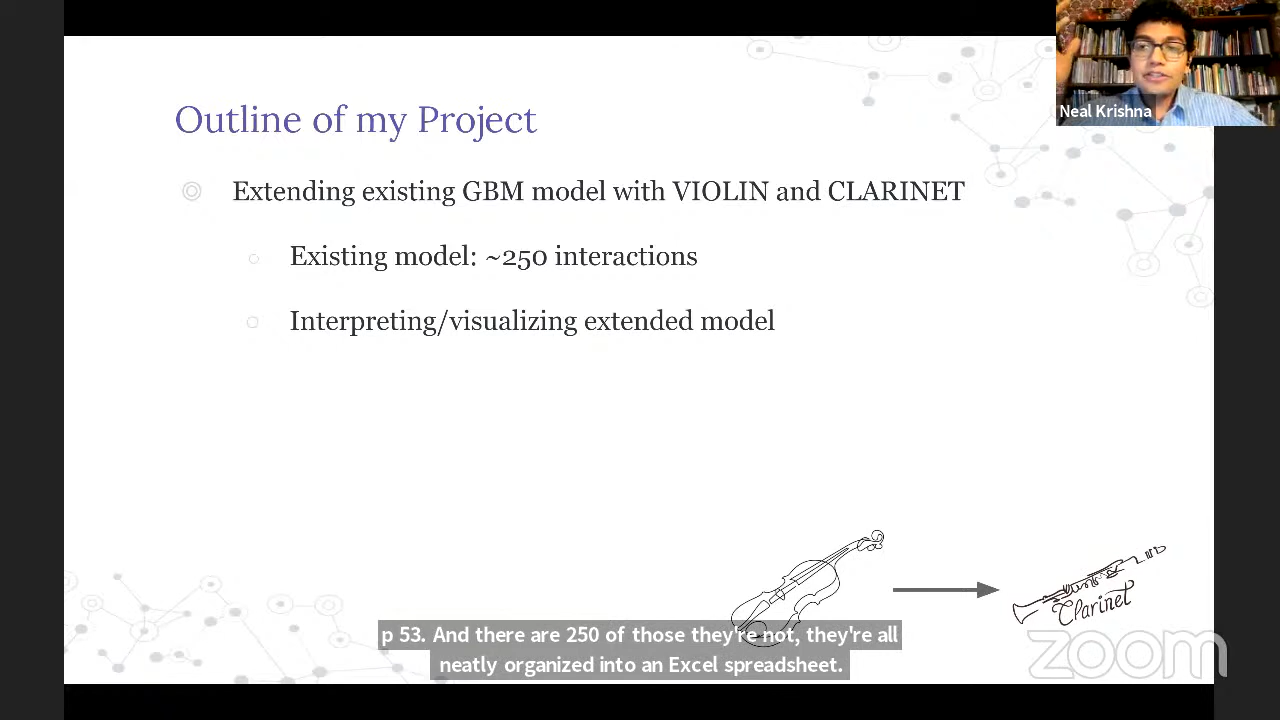 Neal Krishna
Outline of my Project
Extending existing GBM model with VIOLIN and CLARINET
Existing model: ~250 interactions
Interpreting/visualizing extended model
Clarinet
p 53. And there are 250 of those they're not, they're all
neatly organized into an Excel spreadsheet.
zoom